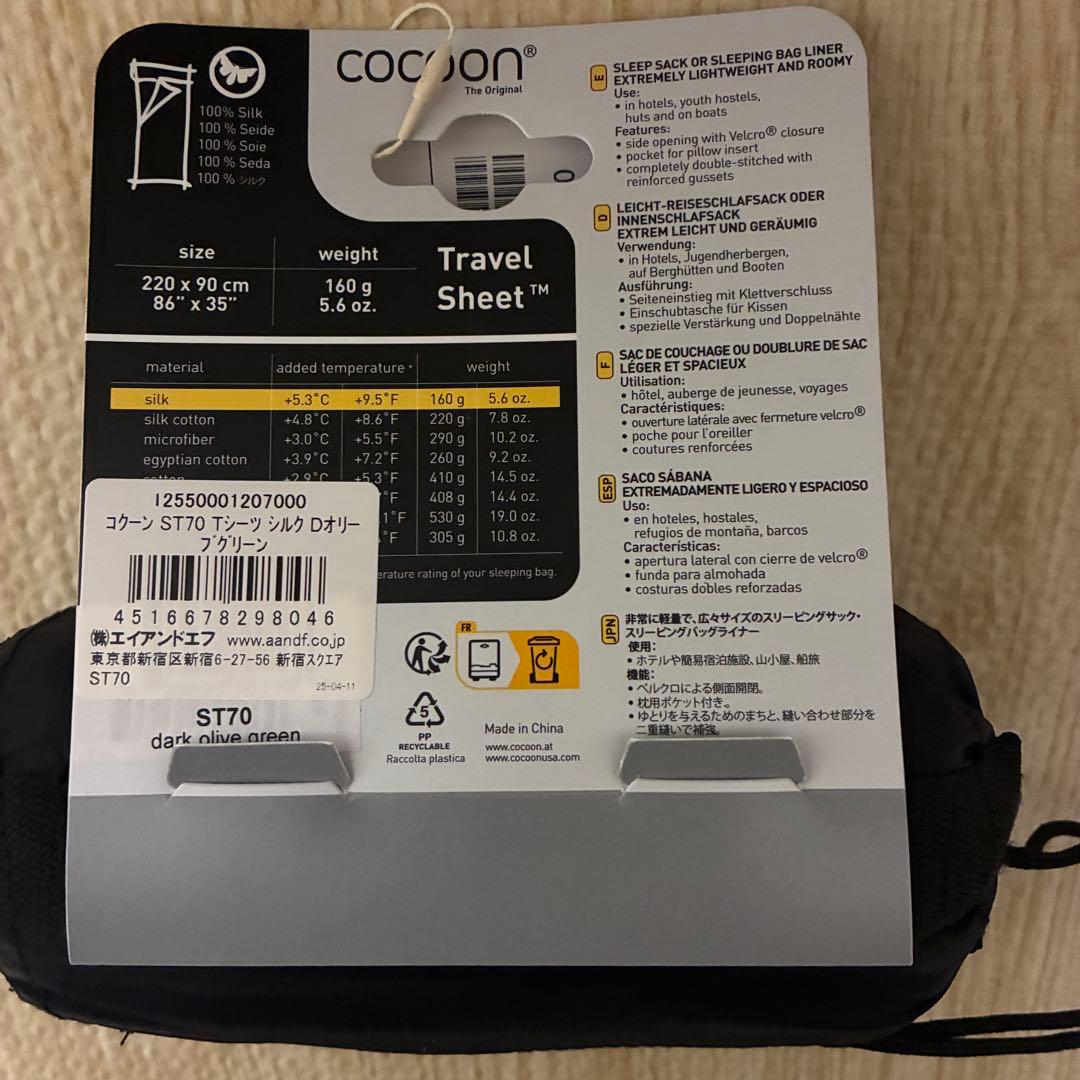 100% Silk
100 % Seide
100 % Soie
100 % Seda
100 % シルク
cocoon®
The Original
size
weight
220 x 90 cm
86” x 35”
160 g
5.6 oz.
Travel
Sheet™
material added temperature* weight
silk +5.3°C +9.5°F 160 g 5.6 oz.
silk cotton +4.8°C +8.6°F 220 g 7.8 oz.
microfiber +3.0°C +5.5°F 290 g 10.2 oz.
egyptian cotton +3.9°C +7.2°F 260 g 9.2 oz.
cotton +2.9°C +5.3°F 410 g 14.5 oz.
°F 408 g 14.4 oz.
.1°F 530 g 19.0 oz.
°F 305 g 10.8 oz.
erature rating of your sleeping bag.
12550001207000
コクーン ST70 Tシーツ シルク Dオリー
ブグリーン
4516678298046
(株)エイアンドエフ www.aandf.co.jp
東京都新宿区新宿6-27-56 新宿スクエア
ST70
25-04-11
ST70
dark olive green
FR
5
PP
RECYCLABLE
Raccolta plastica
Made in China
www.cocoon.at
www.cocoonusa.com
0
E
SLEEP SACK OR SLEEPING BAG LINER
EXTREMELY LIGHTWEIGHT AND ROOMY
Use:
• in hotels, youth hostels,
huts and on boats
Features:
• side opening with Velcro® closure
• pocket for pillow insert
• completely double-stitched with
reinforced gussets
D
LEICHT-REISESCHLAFSACK ODER
INNENSCHLAFSACK
EXTREM LEICHT UND GERÄUMIG
Verwendung:
• in Hotels, Jugendherbergen,
auf Berghütten und Booten
Ausführung:
• Seiteneinstieg mit Klettverschluss
• Einschubtasche für Kissen
• spezielle Verstärkung und Doppelnähte
F
SAC DE COUCHAGE OU DOUBLURE DE SAC
LÉGER ET SPACIEUX
Utilisation:
• hôtel, auberge de jeunesse, voyages
Caractéristiques:
• ouverture latérale avec fermeture velcro®
• poche pour l'oreiller
• coutures renforcées
ESP
SACO SÁBANA
EXTREMADAMENTE LIGERO Y ESPACIOSO
Uso:
• en hoteles, hostales,
refugios de montaña, barcos
Características:
• apertura lateral con cierre de velcro®
• funda para almohada
• costuras dobles reforzadas
JPN
非常に軽量で、広々サイズのスリーピングサック・
スリーピングバッグライナー
使用:
• ホテルや簡易宿泊施設、山小屋、船旅
機能:
• ベルクロによる側面開閉。
• 枕用ポケット付き。
• ゆとりを与えるためのまちと、縫い合わせ部分を
二重縫いで補強。